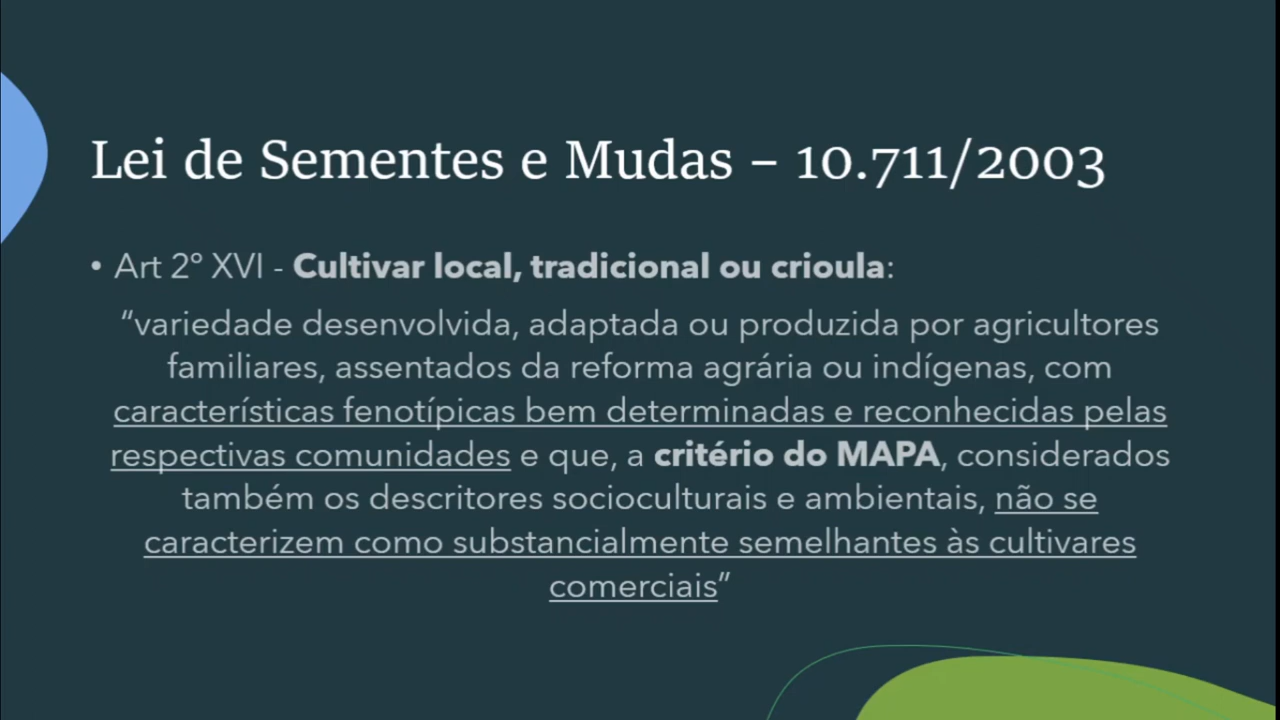 Lei de Sementes e Mudas – 10.711/2003
• Art 2º XVI - Cultivar local, tradicional ou crioula:
“variedade desenvolvida, adaptada ou produzida por agricultores
familiares, assentados da reforma agrária ou indígenas, com
características fenotípicas bem determinadas e reconhecidas pelas
respectivas comunidades e que, a critério do MAPA, considerados
também os descritores socioculturais e ambientais, não se
caracterizem como substancialmente semelhantes às cultivares
comerciais”